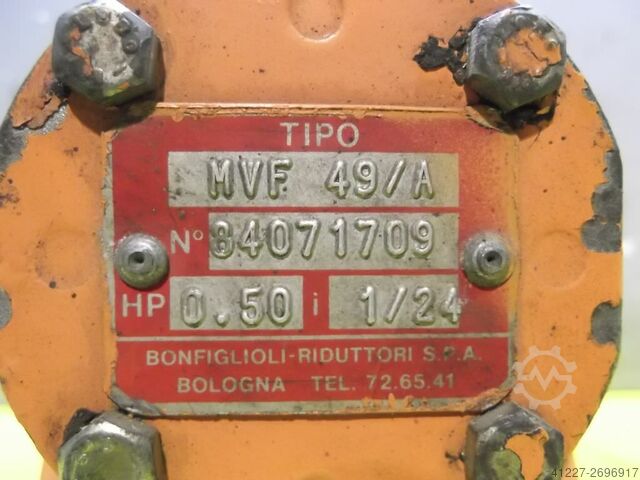 TIPO
MVF 49/A
N° 84071709
HP 0.50 i 1/24
BONFIGLIOLI-RIDUTTORI S.P.A.
BOLOGNA TEL. 72.65.41
41227-2696917